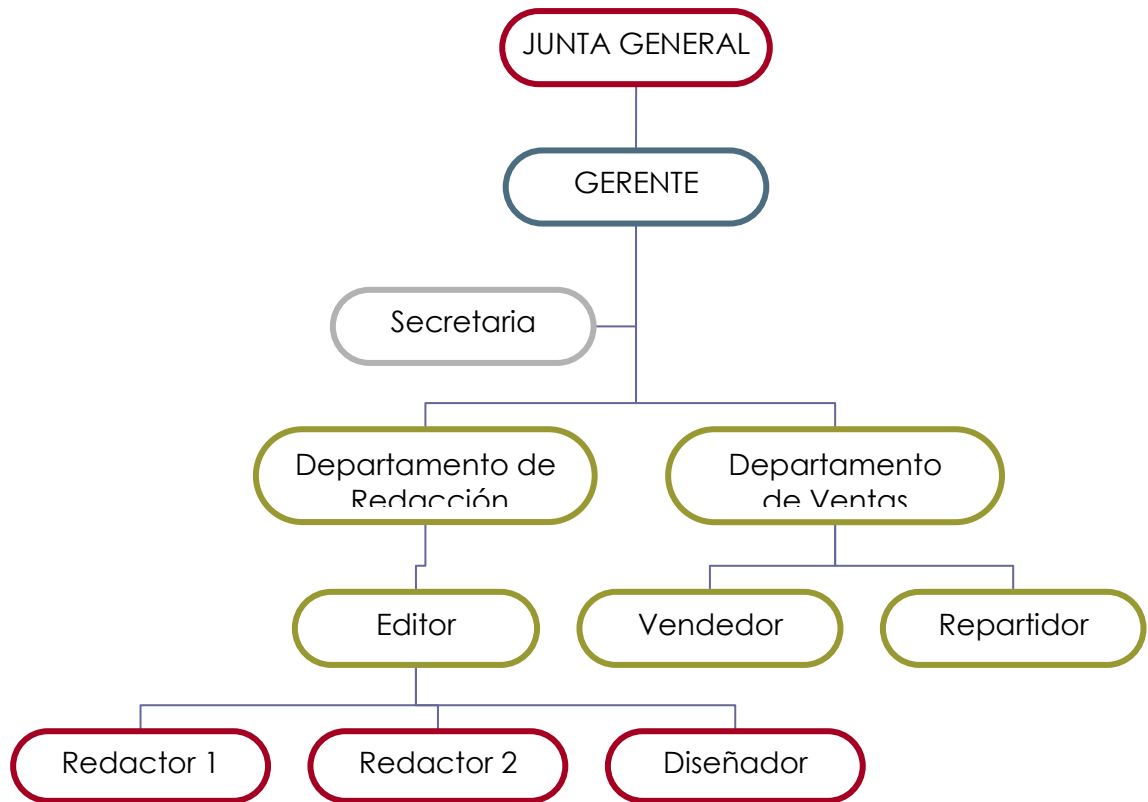 JUNTA GENERAL
GERENTE
Secretaria
Departamento de
Redacción
Departamento
de Ventas
Editor
Vendedor
Repartidor
Redactor 1
Redactor 2
Diseñador